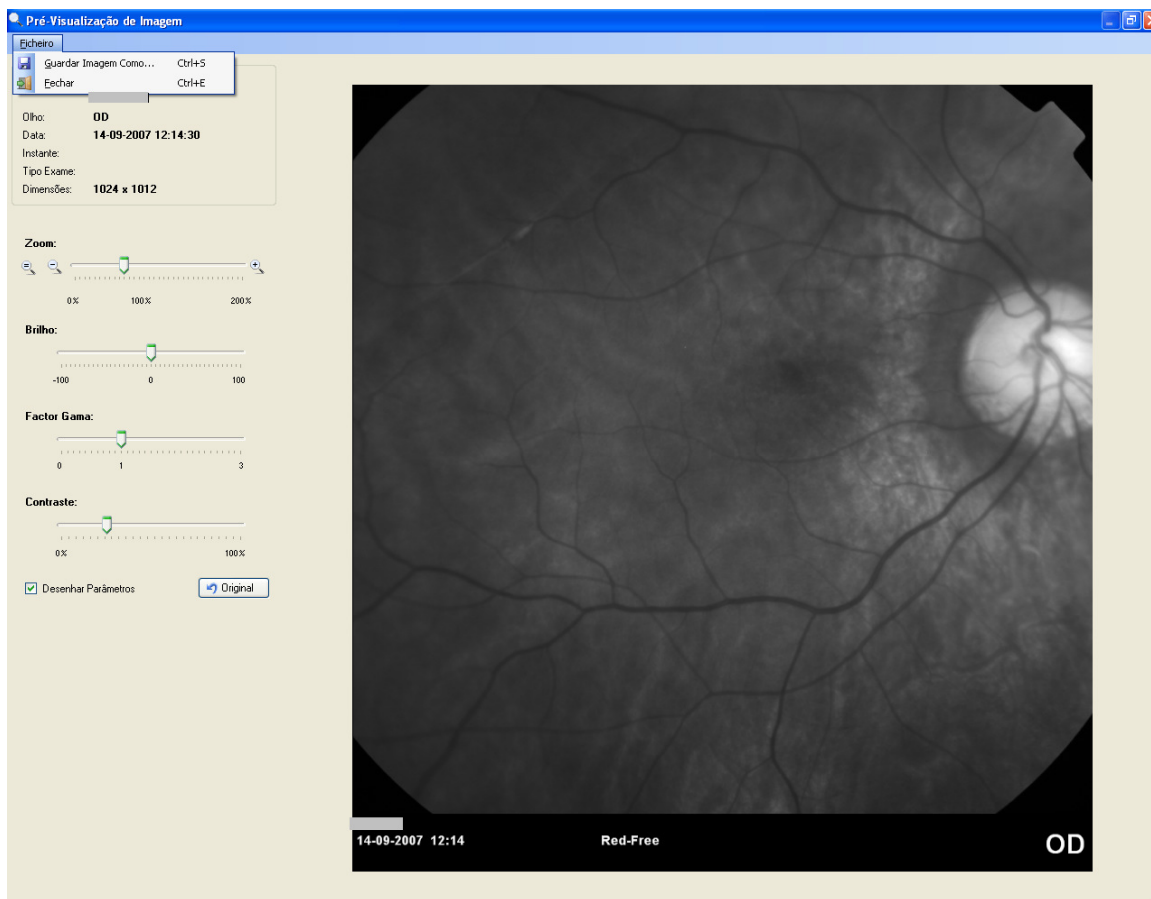 Pré-Visualização de Imagem
Ficheiro
Guardar Imagem Como... Ctrl+S
Fechar Ctrl+E
Olho: OD
Data: 14-09-2007 12:14:30
Instante:
Tipo Exame:
Dimensões: 1024 x 1012
Zoom:
0% 100% 200%
Brilho:
-100 0 100
Factor Gama:
0 1 3
Contraste:
0% 100%
Desenhar Parâmetros Original
14-09-2007 12:14 Red-Free OD